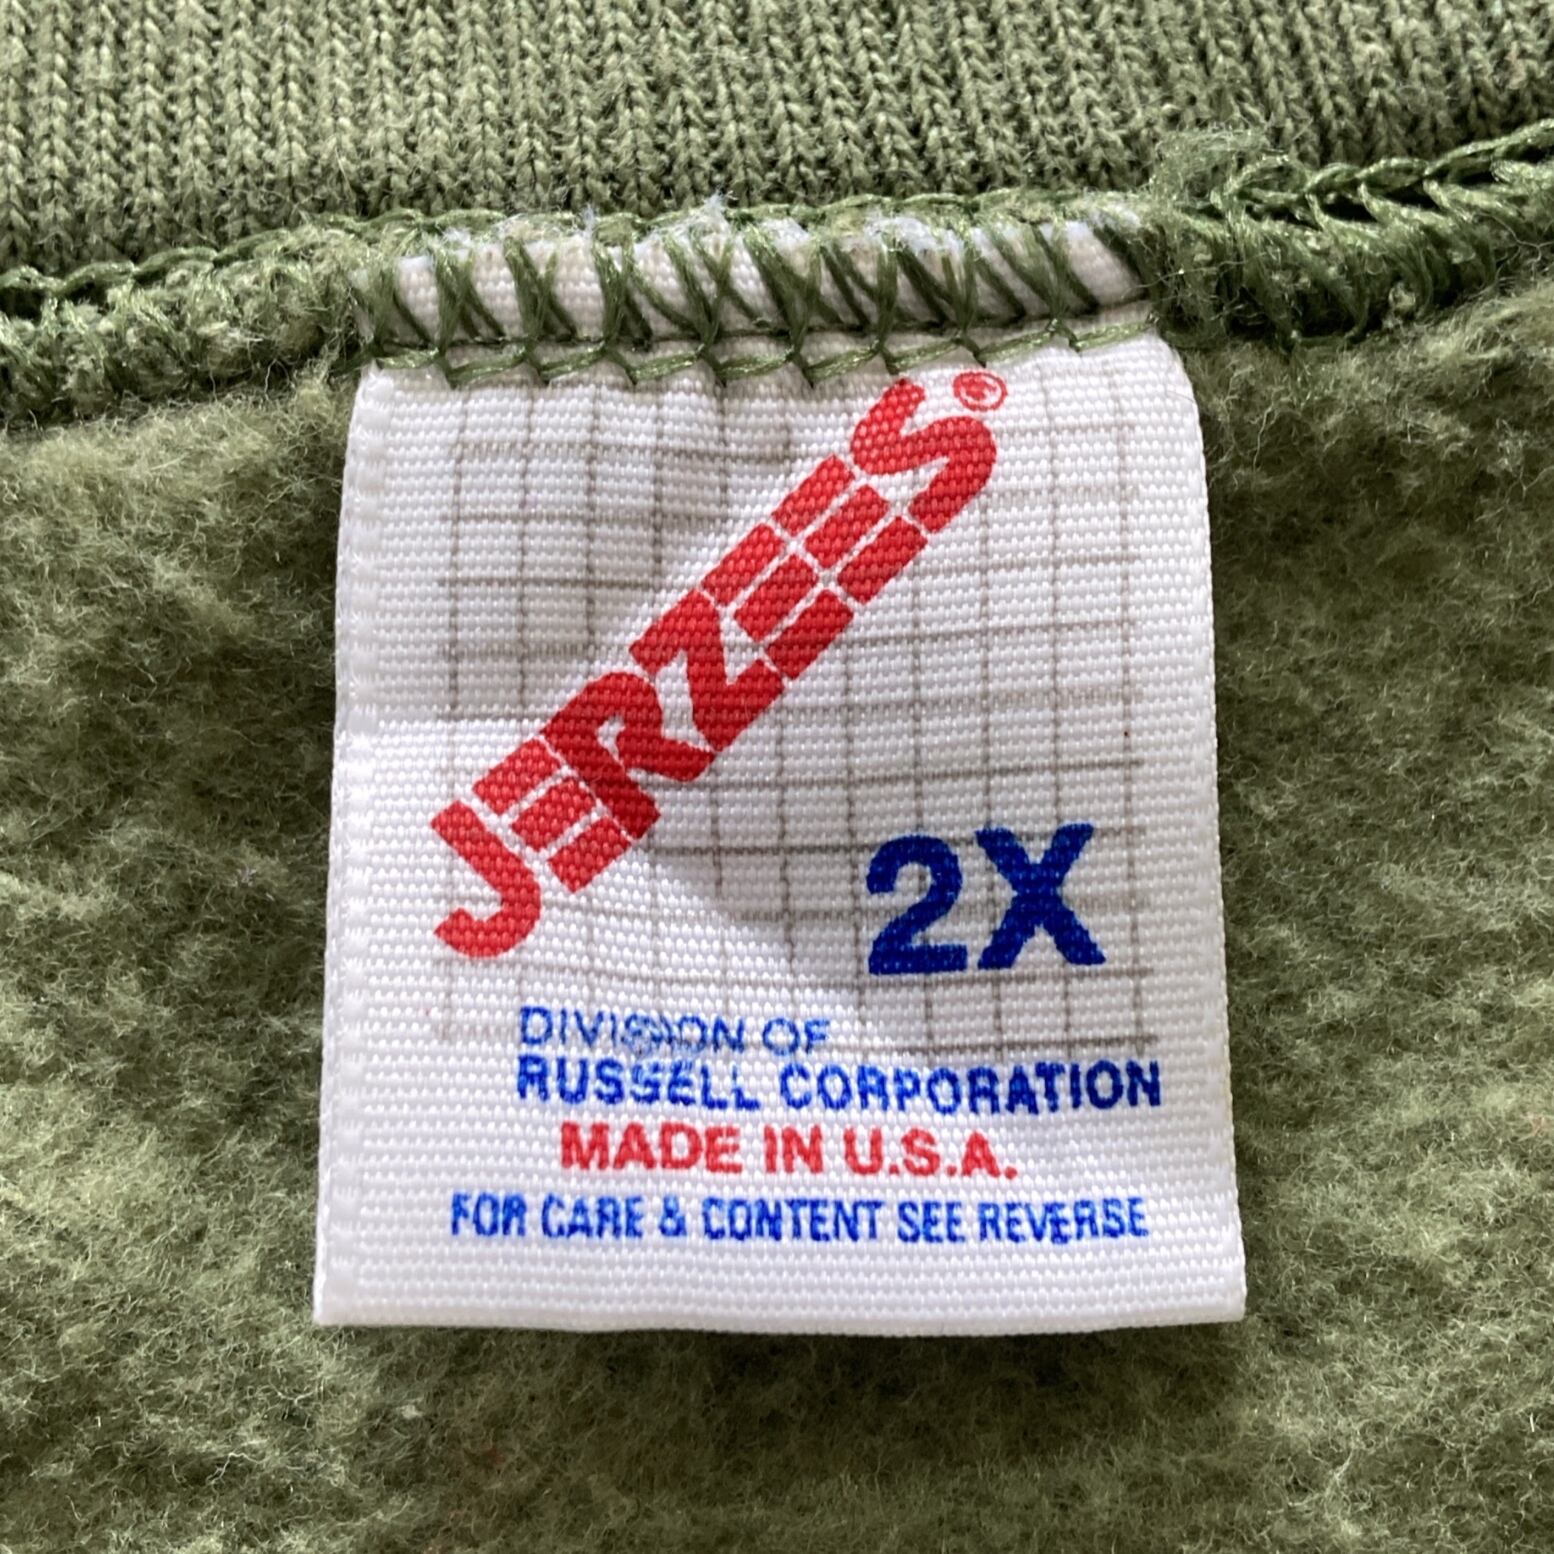 JERZEES®
2X
DIVISION OF
RUSSELL CORPORATION
MADE IN U.S.A.
FOR CARE & CONTENT SEE REVERSE